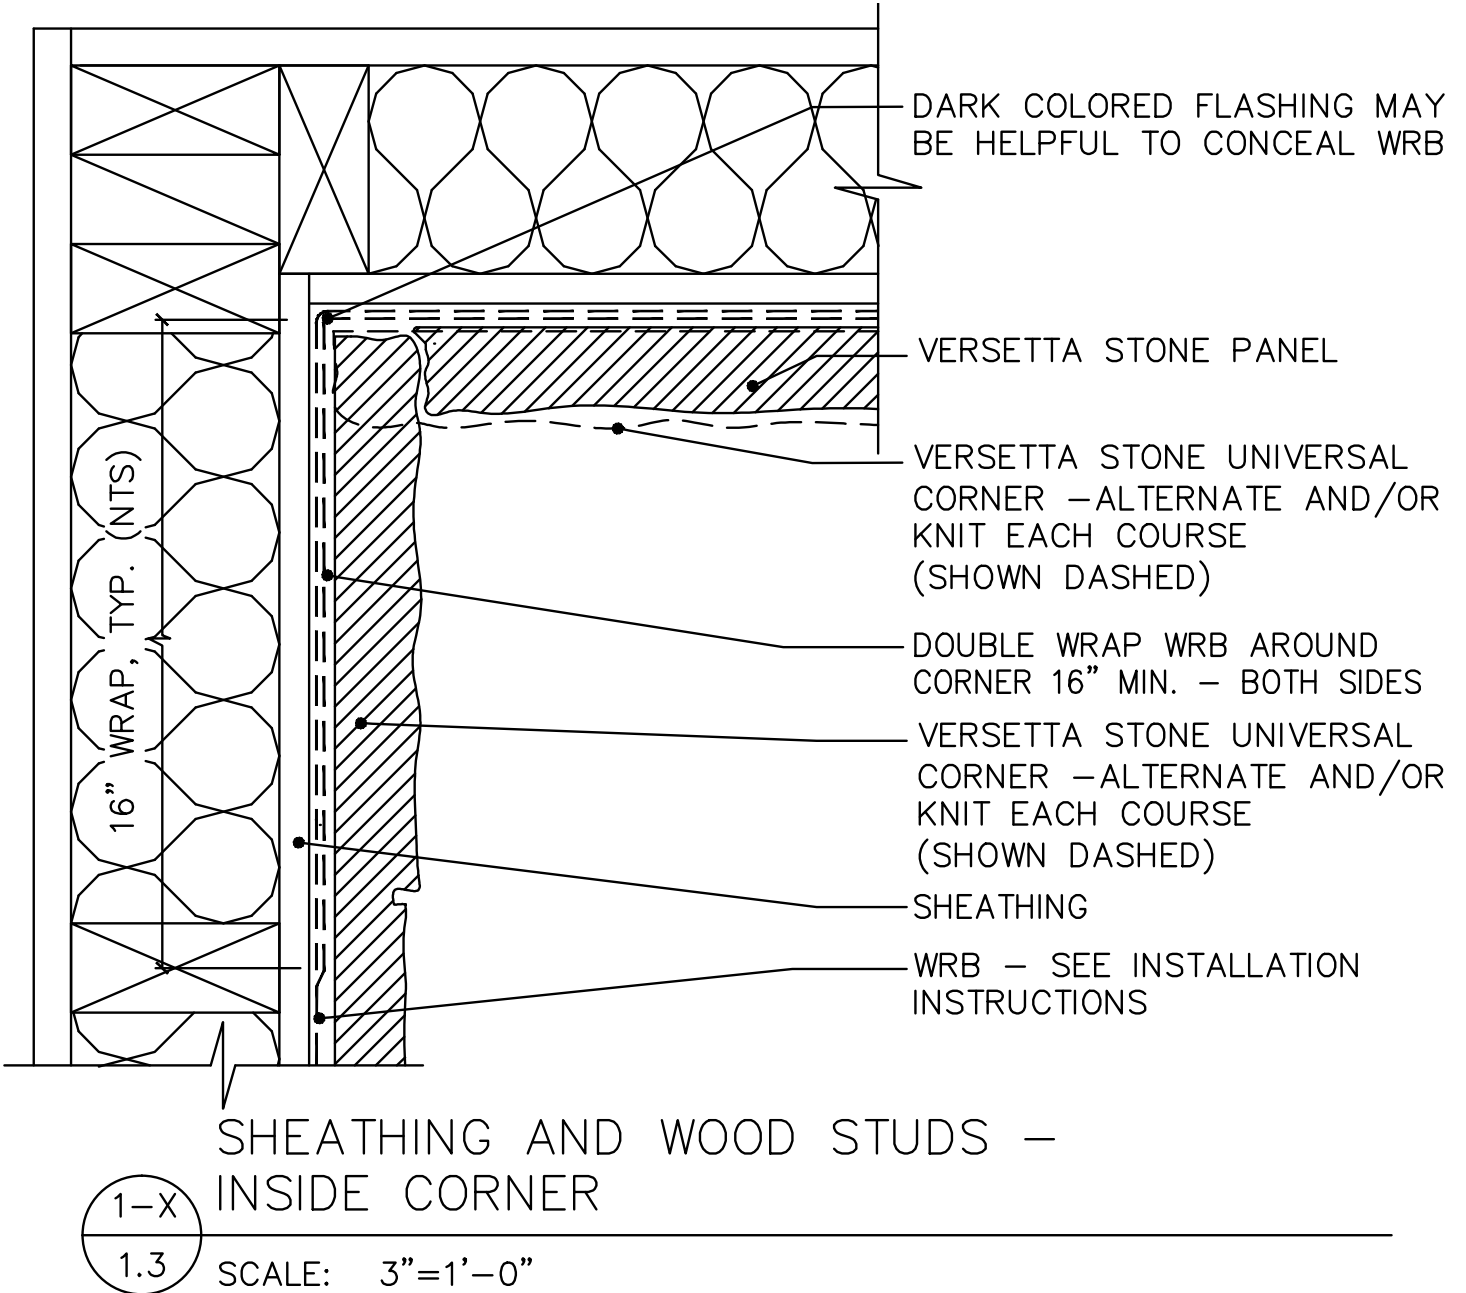 DARK COLORED FLASHING MAY
BE HELPFUL TO CONCEAL WRB
VERSETTA STONE PANEL
VERSETTA STONE UNIVERSAL
CORNER –ALTERNATE AND/OR
KNIT EACH COURSE
(SHOWN DASHED)
DOUBLE WRAP WRB AROUND
CORNER 16” MIN. – BOTH SIDES
VERSETTA STONE UNIVERSAL
CORNER –ALTERNATE AND/OR
KNIT EACH COURSE
(SHOWN DASHED)
SHEATHING
WRB – SEE INSTALLATION
INSTRUCTIONS
16” WRAP, TYP. (NTS)
SHEATHING AND WOOD STUDS –
INSIDE CORNER
1–X
1.3
SCALE: 3”=1’–0”